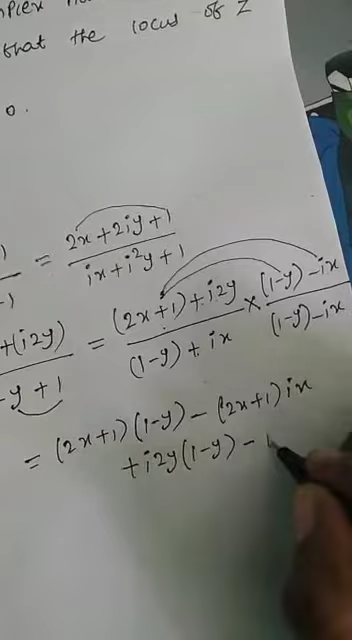 that the locus of Z
0.
= 2x+2iy+1 / ix+i²y+1
+(i2y) / -y+1 = (2x+1)+i2y / (1-y)+ix × (1-y)-ix / (1-y)-ix
= (2x+1)(1-y) - (2x+1)ix
+i2y(1-y) -